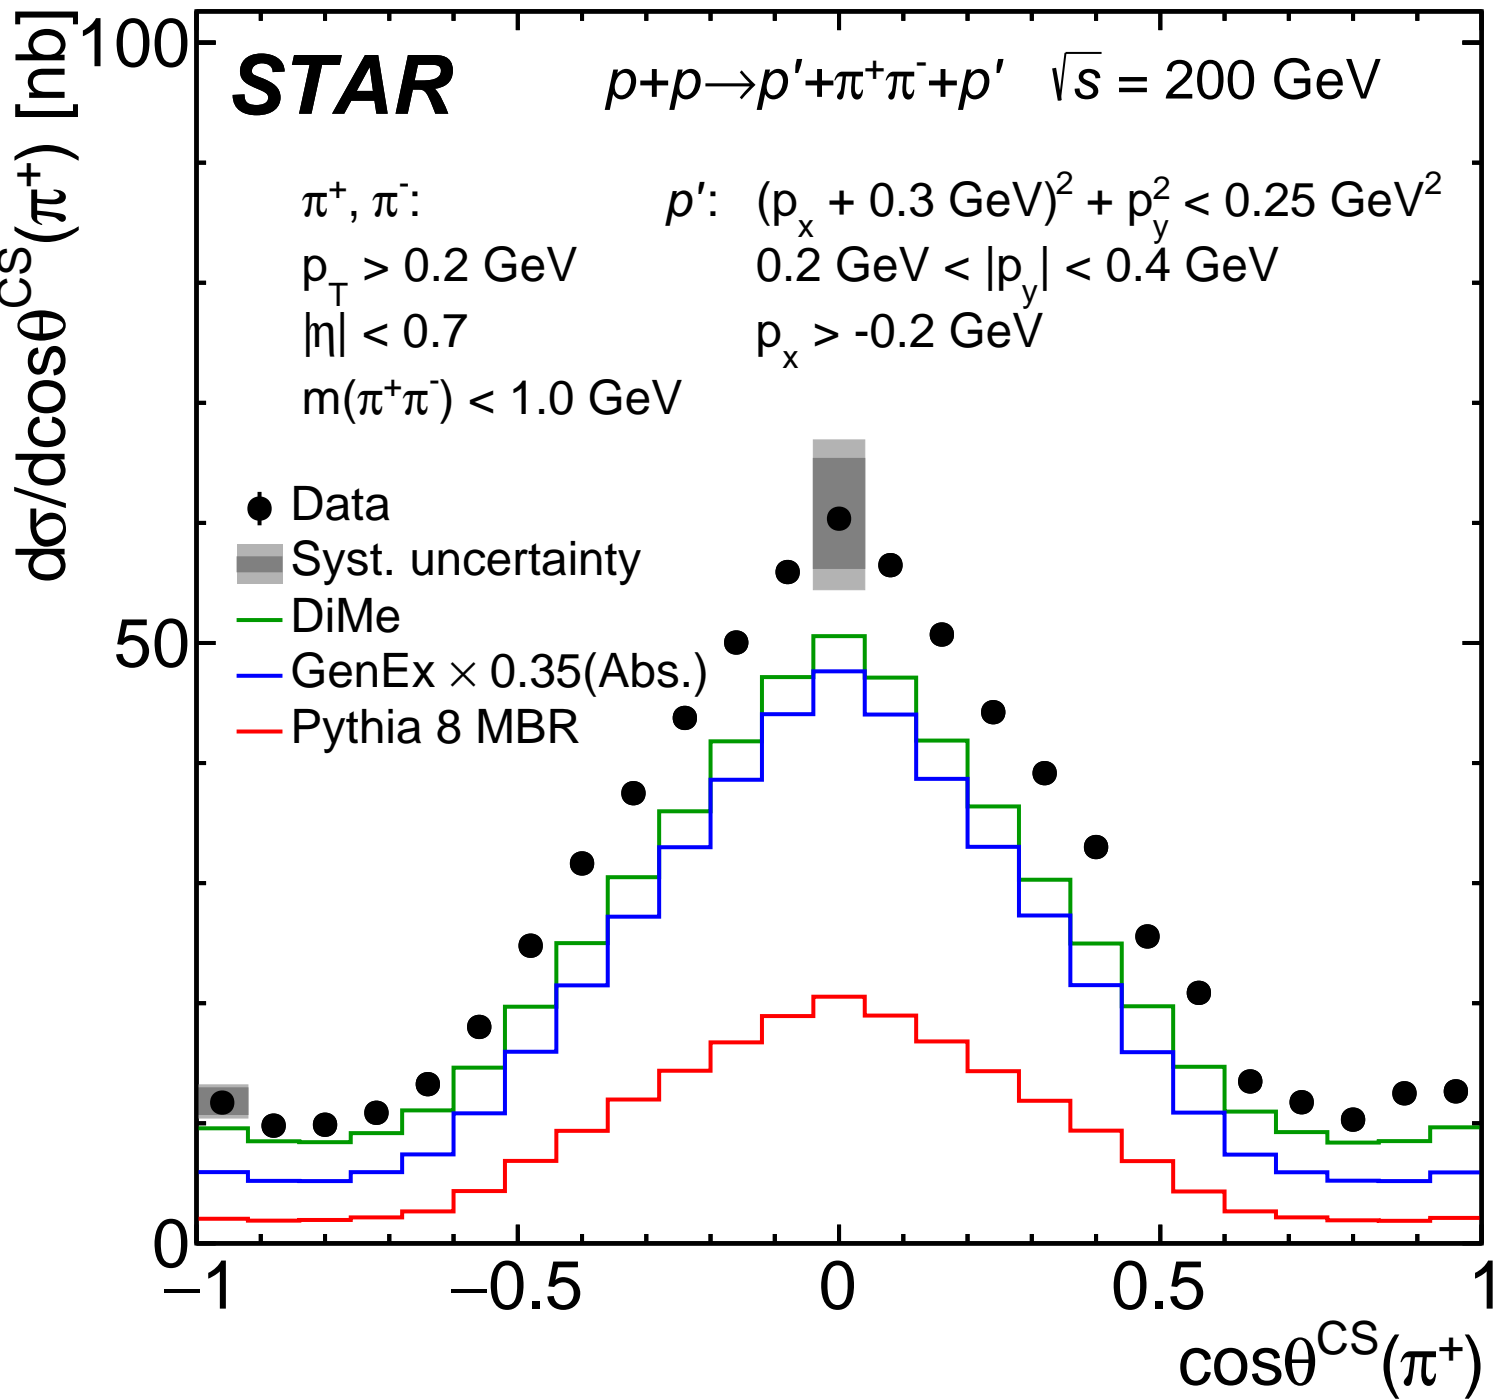 dσ/dcosθ^CS(π⁺) [nb]
100
50
0
STAR p+p→p′+π⁺π⁻+p′ √s = 200 GeV
π⁺, π⁻: p′: (p_x + 0.3 GeV)² + p_y² < 0.25 GeV²
p_T > 0.2 GeV 0.2 GeV < |p_y| < 0.4 GeV
|η| < 0.7 p_x > -0.2 GeV
m(π⁺π⁻) < 1.0 GeV
Data
Syst. uncertainty
DiMe
GenEx × 0.35(Abs.)
Pythia 8 MBR
−1 −0.5 0 0.5 1
cosθ^CS(π⁺)